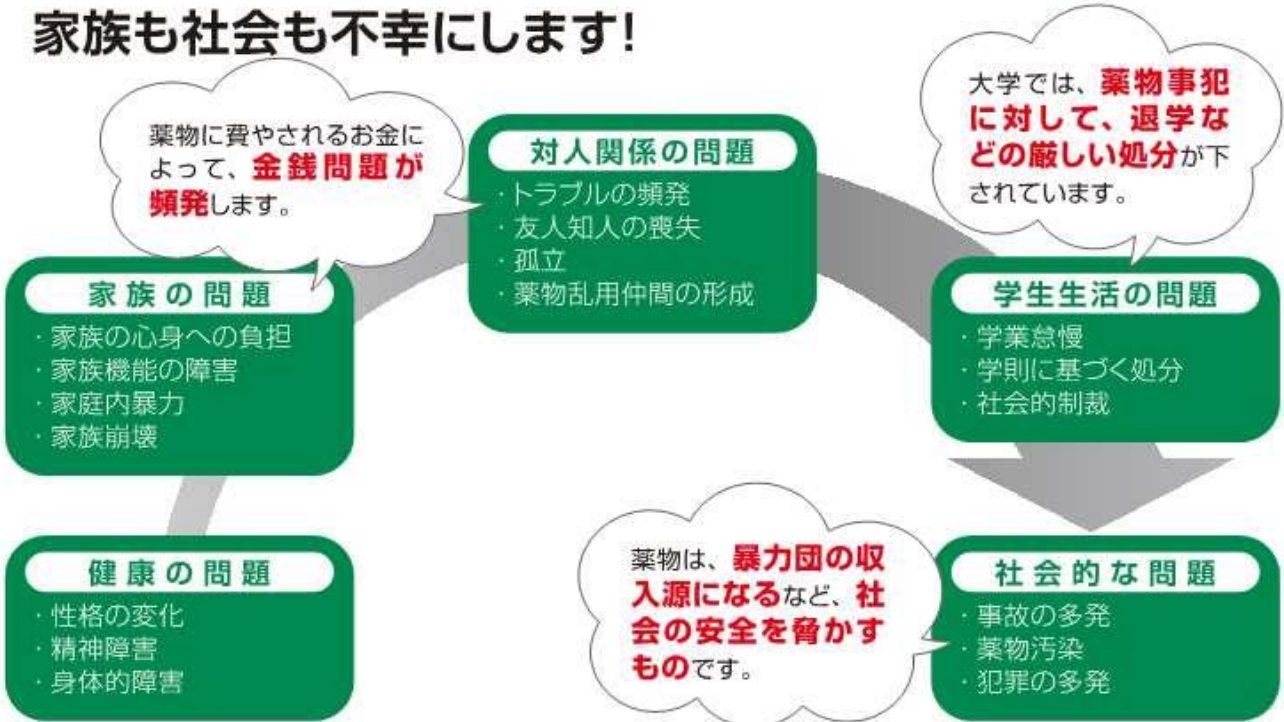 家族も社会も不幸にします!
薬物に費やされるお金に
よって、金銭問題が
頻発します。
対人関係の問題
・トラブルの頻発
・友人知人の喪失
・孤立
・薬物乱用仲間の形成
大学では、薬物事犯
に対して、退学な
どの厳しい処分が下
されています。
家族の問題
・家族の心身への負担
・家族機能の障害
・家庭内暴力
・家族崩壊
学生生活の問題
・学業怠慢
・学則に基づく処分
・社会的制裁
健康の問題
・性格の変化
・精神障害
・身体的障害
薬物は、暴力団の収
入源になるなど、社
会の安全を脅かす
ものです。
社会的な問題
・事故の多発
・薬物汚染
・犯罪の多発